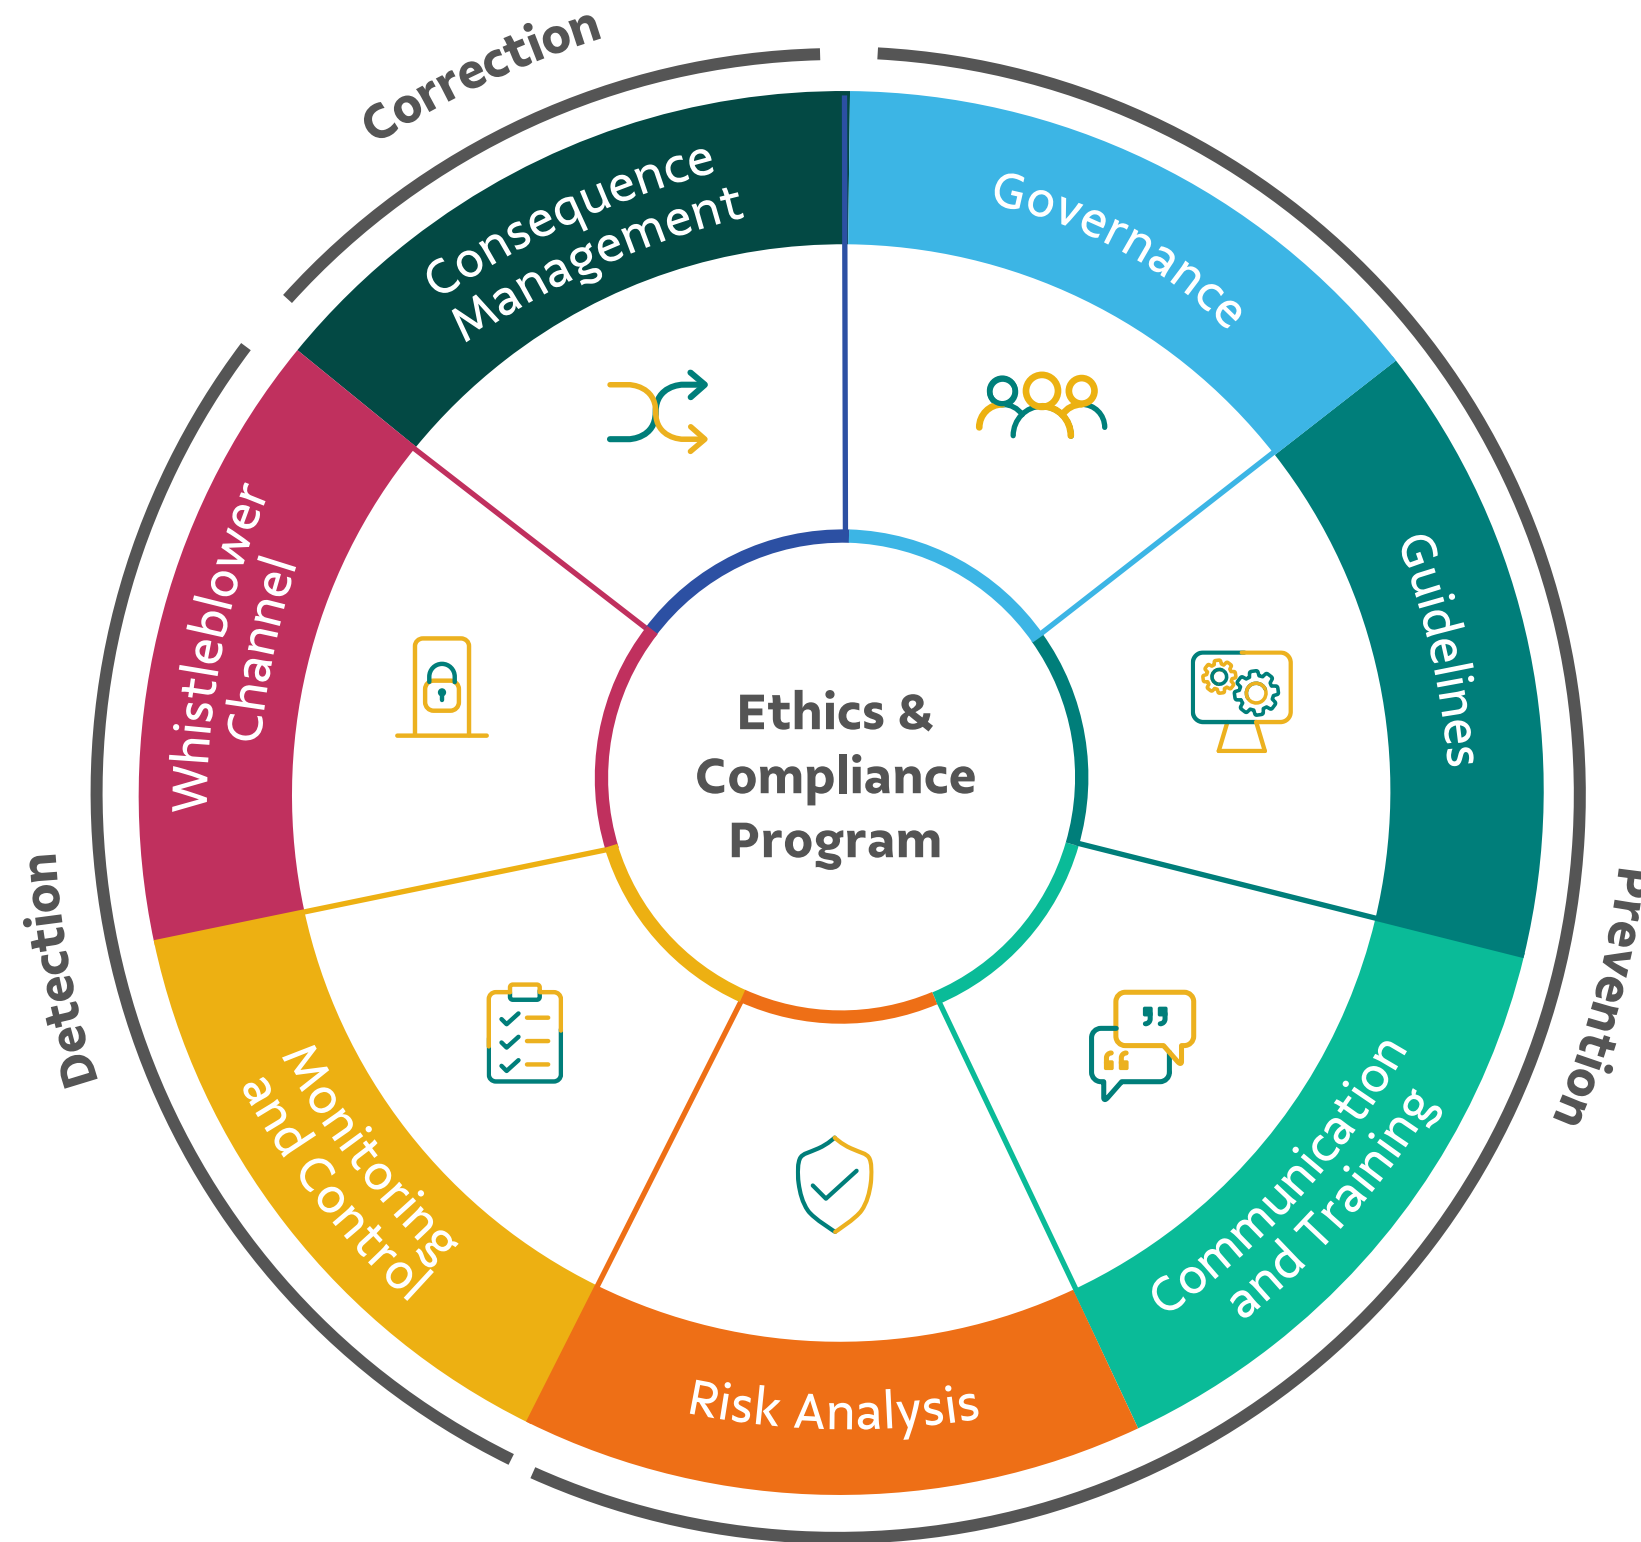 Correction
Consequence
Management
Governance
Guidelines
Whistleblower
Channel
Ethics &
Compliance
Program
Detection
Prevention
Monitoring
and Control
Communication
and Training
Risk Analysis